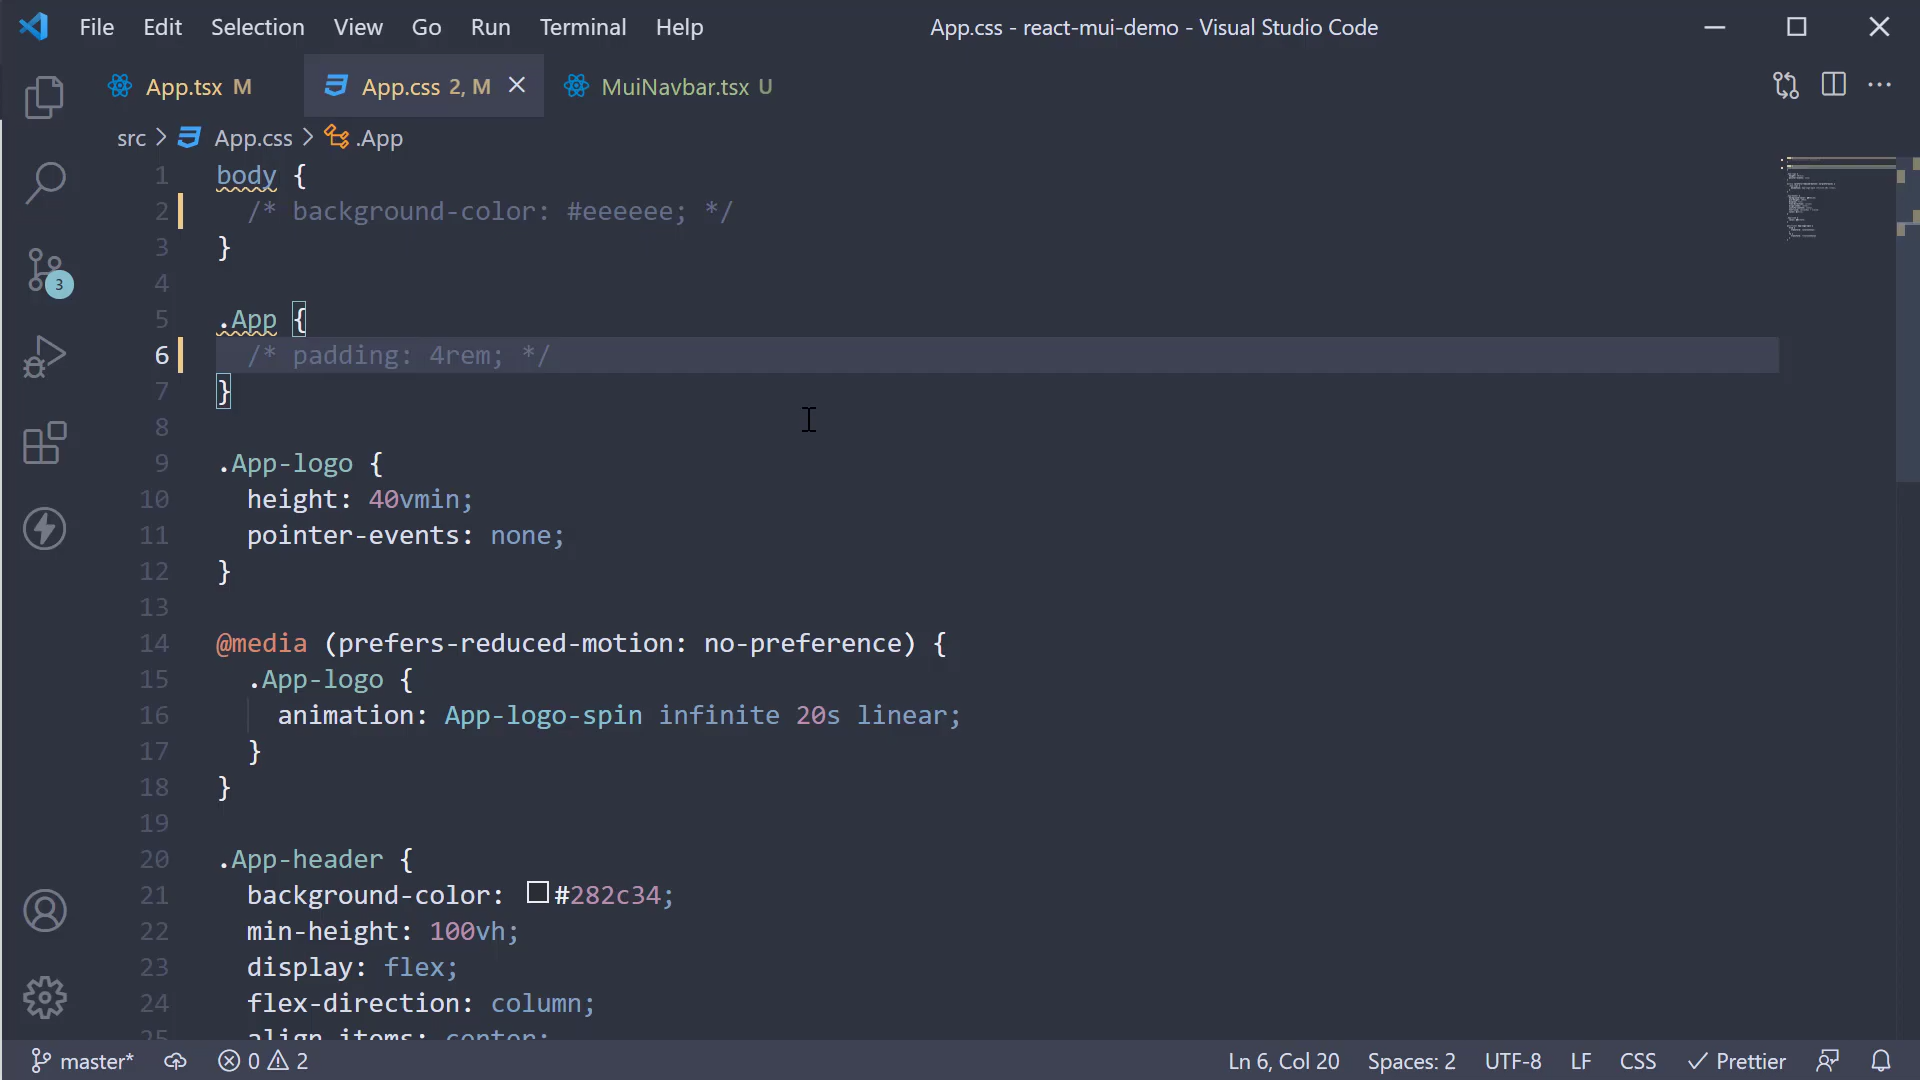 File Edit Selection View Go Run Terminal Help App.css - react-mui-demo - Visual Studio Code
App.tsx M App.css 2, M MuiNavbar.tsx U
src > App.css > .App
1 body {
2 /* background-color: #eeeeee; */
3 }
4
5 .App {
6 /* padding: 4rem; */
7 }
8
9 .App-logo {
10 height: 40vmin;
11 pointer-events: none;
12 }
13
14 @media (prefers-reduced-motion: no-preference) {
15 .App-logo {
16 animation: App-logo-spin infinite 20s linear;
17 }
18 }
19
20 .App-header {
21 background-color: #282c34;
22 min-height: 100vh;
23 display: flex;
24 flex-direction: column;
25 align-items: center;
3
master* 0 2 Ln 6, Col 20 Spaces: 2 UTF-8 LF CSS Prettier